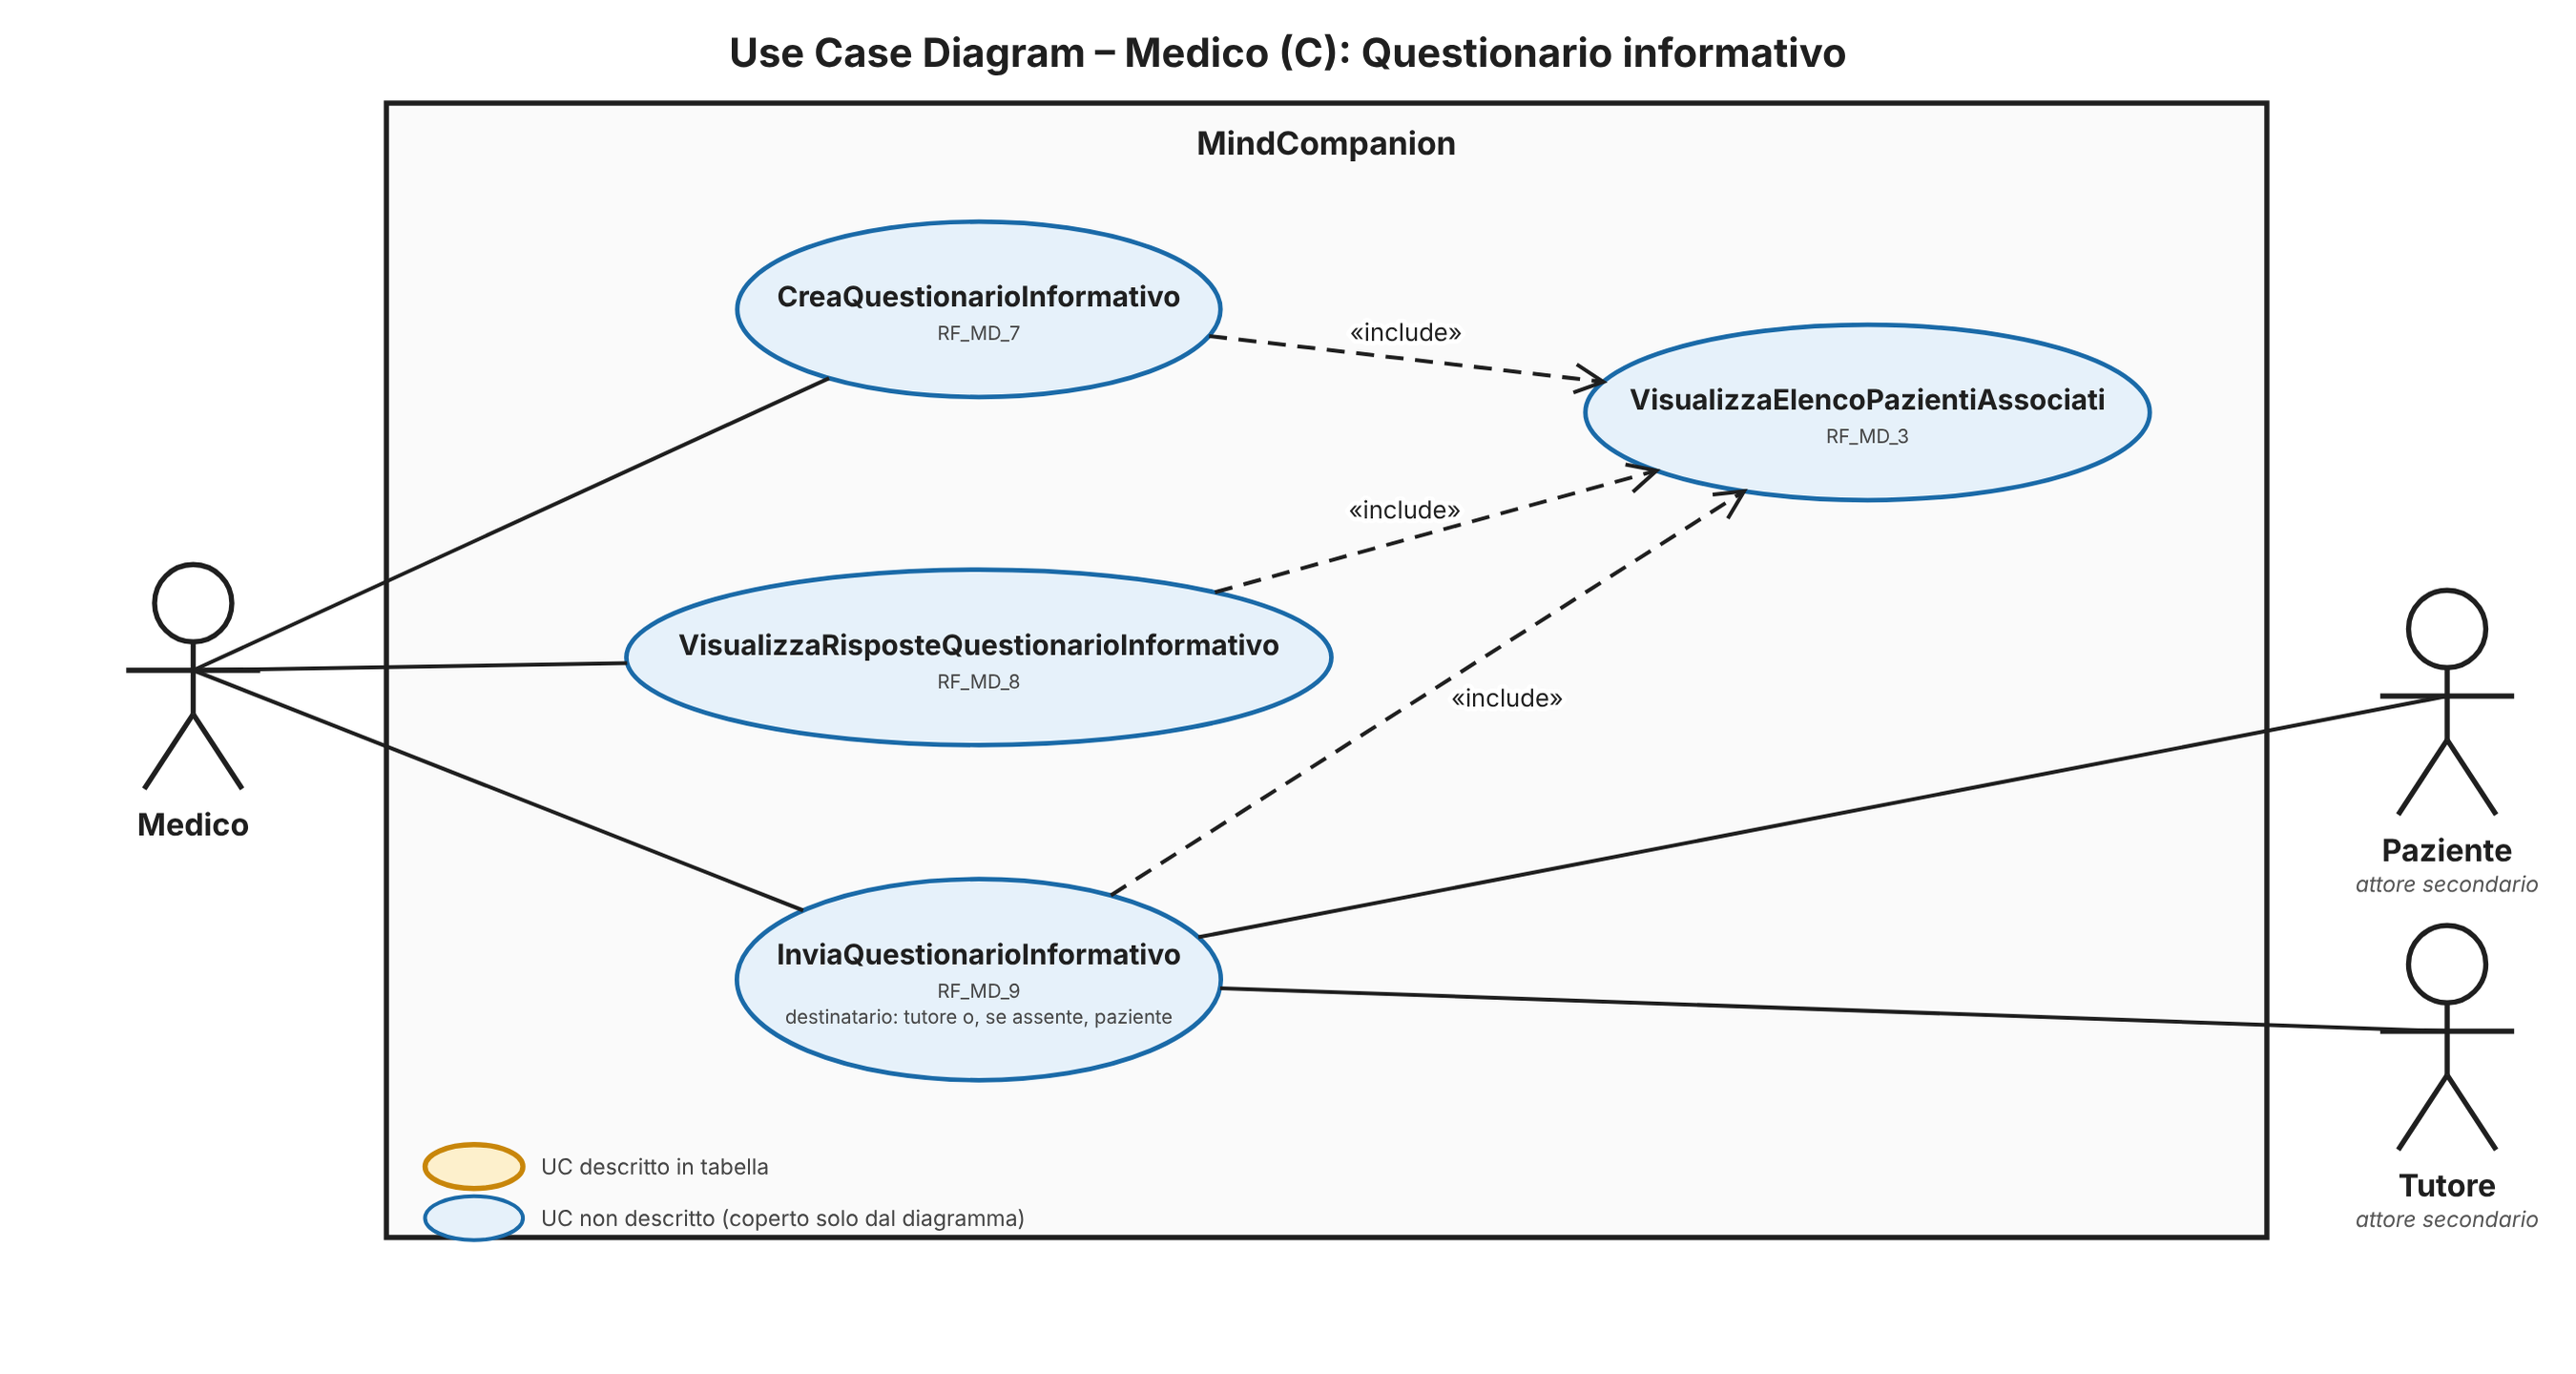 Use Case Diagram – Medico (C): Questionario informativo
MindCompanion
CreaQuestionarioInformativo
RF_MD_7
«include»
VisualizzaElencoPazientiAssociati
RF_MD_3
«include»
VisualizzaRisposteQuestionarioInformativo
RF_MD_8
«include»
Medico
Paziente
attore secondario
InviaQuestionarioInformativo
RF_MD_9
destinatario: tutore o, se assente, paziente
Tutore
attore secondario
UC descritto in tabella
UC non descritto (coperto solo dal diagramma)